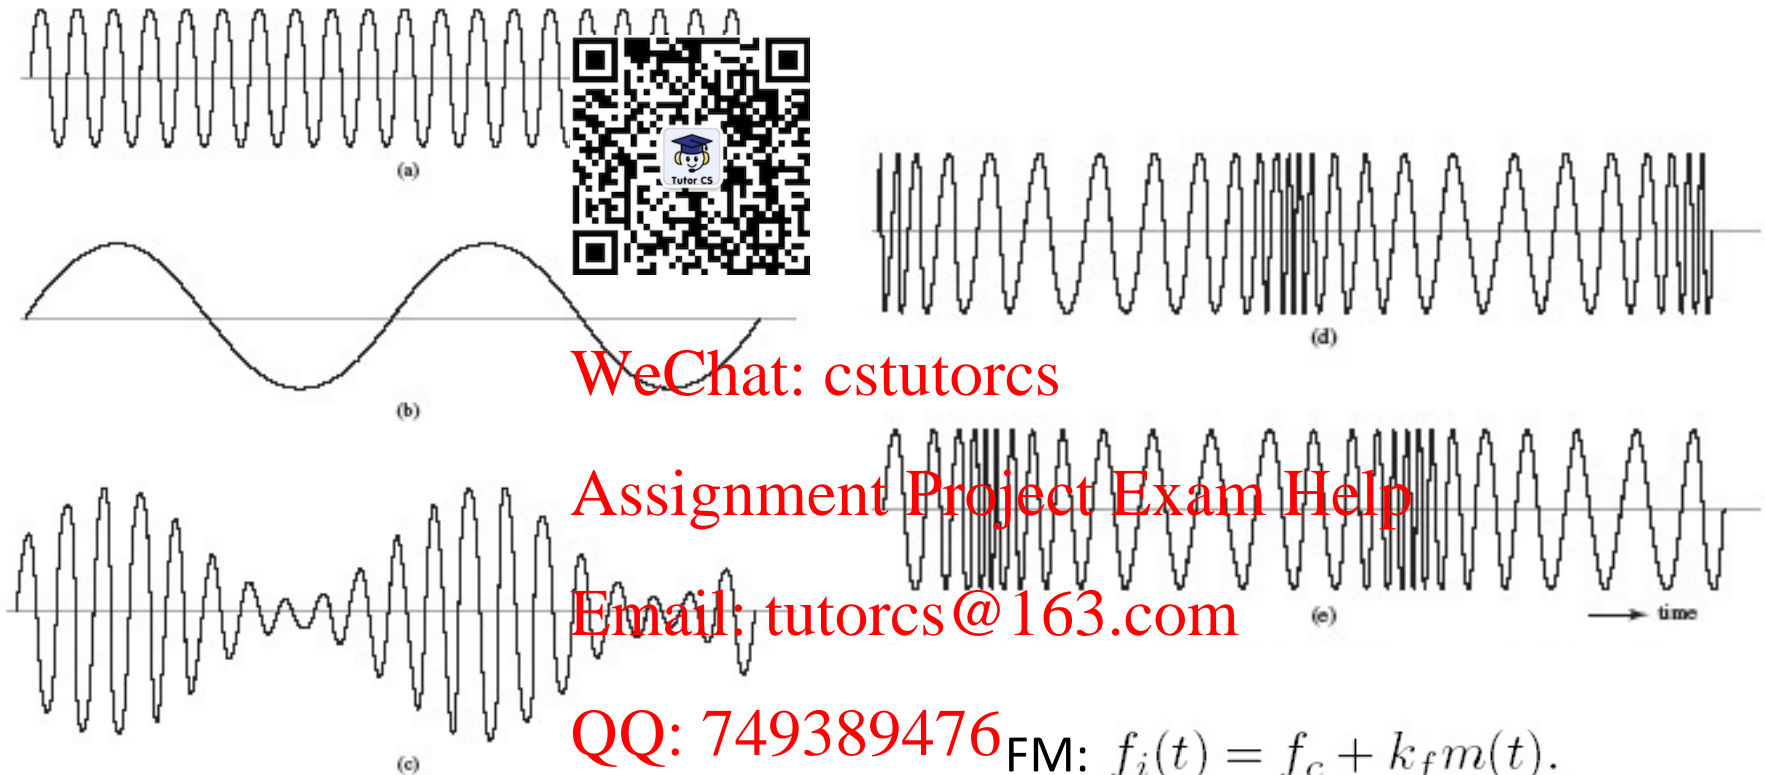 (a)
Tutor CS
(b)
(c)
(d)
(e)
time
WeChat: cstutorcs
Assignment Project Exam Help
Email: tutorcs@163.com
QQ: 749389476
FM: f_i(t) = f_c + k_f m(t).